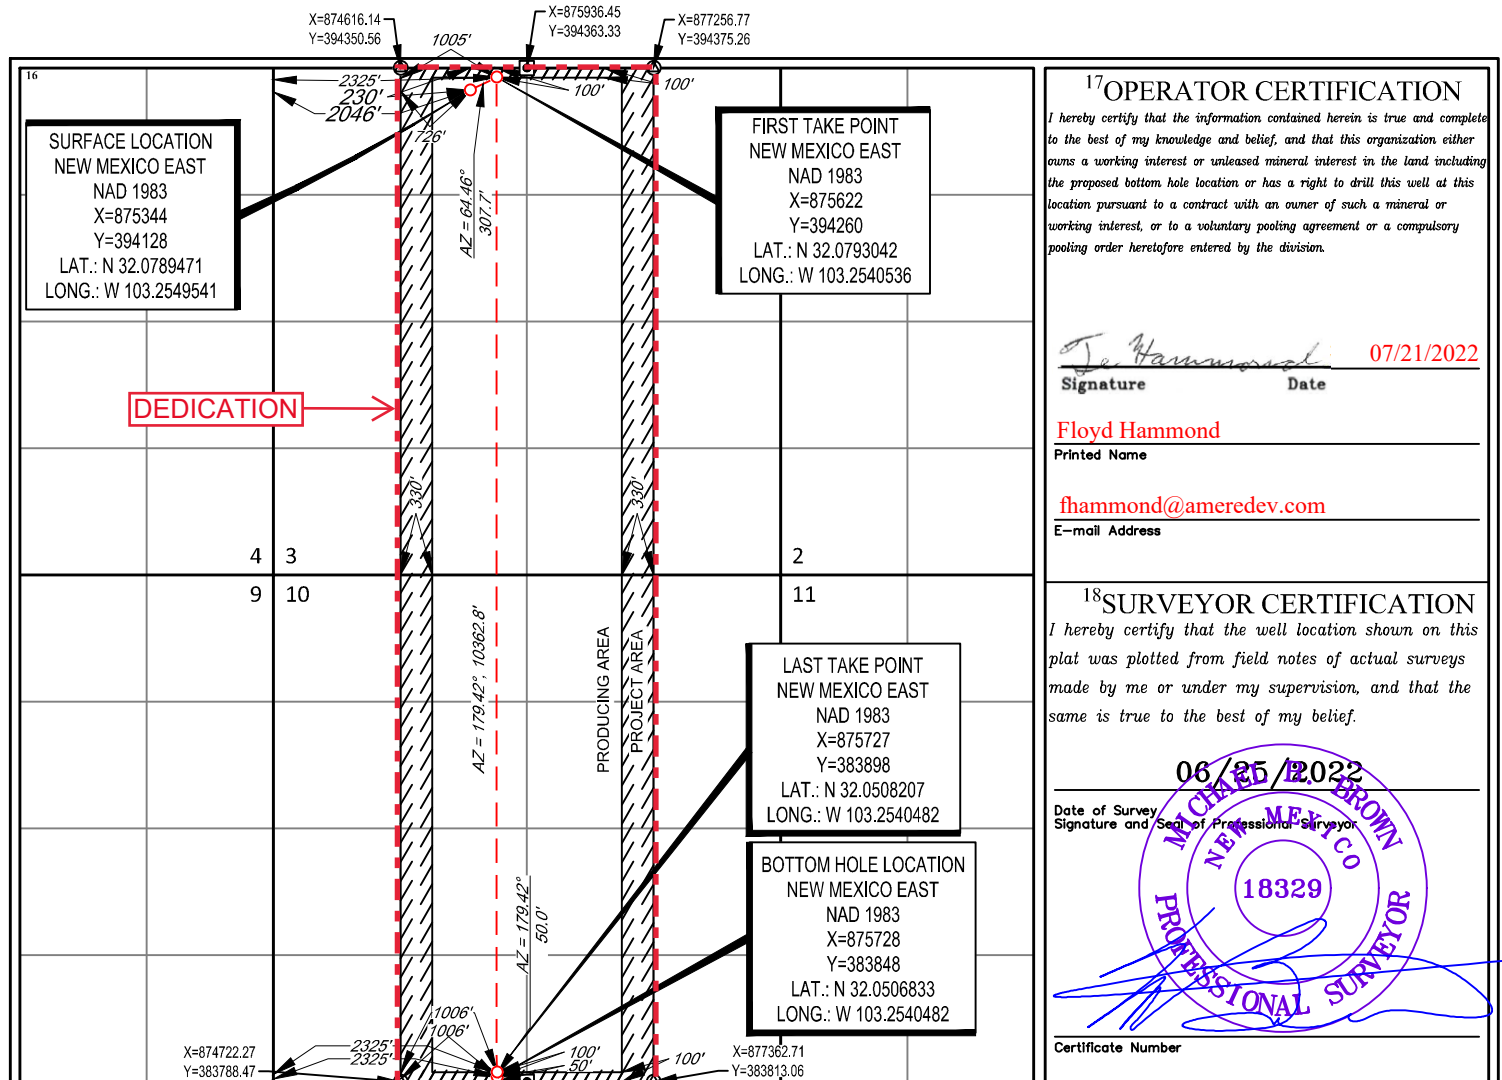 X=874616.14
Y=394350.56
X=875936.45
Y=394363.33
X=877256.77
Y=394375.26
1005'
16
2325'
230'
2046'
726'
100'
100'
AZ = 64.46°
307.7'
SURFACE LOCATION
NEW MEXICO EAST
NAD 1983
X=875344
Y=394128
LAT.: N 32.0789471
LONG.: W 103.2549541
FIRST TAKE POINT
NEW MEXICO EAST
NAD 1983
X=875622
Y=394260
LAT.: N 32.0793042
LONG.: W 103.2540536
DEDICATION
330'
330'
4 3
2
9 10
11
AZ = 179.42°, 10362.8'
PRODUCING AREA
PROJECT AREA
LAST TAKE POINT
NEW MEXICO EAST
NAD 1983
X=875727
Y=383898
LAT.: N 32.0508207
LONG.: W 103.2540482
BOTTOM HOLE LOCATION
NEW MEXICO EAST
NAD 1983
X=875728
Y=383848
LAT.: N 32.0506833
LONG.: W 103.2540482
AZ = 179.42°
50.0'
1006'
1006'
2325'
2325'
100'
50'
100'
X=874722.27
Y=383788.47
X=877362.71
Y=383813.06
17 OPERATOR CERTIFICATION
I hereby certify that the information contained herein is true and complete
to the best of my knowledge and belief, and that this organization either
owns a working interest or unleased mineral interest in the land including
the proposed bottom hole location or has a right to drill this well at this
location pursuant to a contract with an owner of such a mineral or
working interest, or to a voluntary pooling agreement or a compulsory
pooling order heretofore entered by the division.
Hammond 07/21/2022
Signature Date
Floyd Hammond
Printed Name
fhammond@ameredev.com
E-mail Address
18 SURVEYOR CERTIFICATION
I hereby certify that the well location shown on this
plat was plotted from field notes of actual surveys
made by me or under my supervision, and that the
same is true to the best of my belief.
06/25/2022
Date of Survey
Signature and Seal of Professional Surveyor
MICHAEL B. BROWN
NEW MEXICO
18329
PROFESSIONAL SURVEYOR
Certificate Number